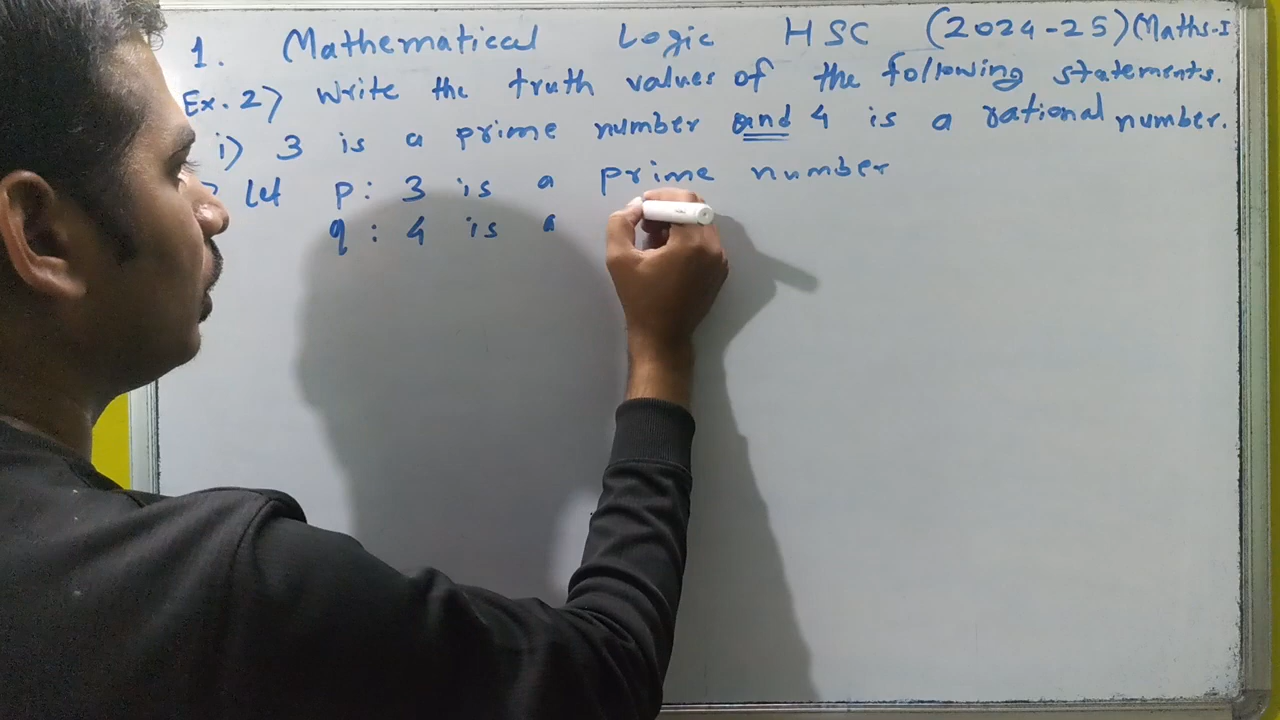 1. Mathematical Logic HSC (2024-25) Maths-I
Ex. 2) Write the truth values of the following statements.
i) 3 is a prime number and 4 is a rational number.
Let p: 3 is a prime number
q: 4 is a